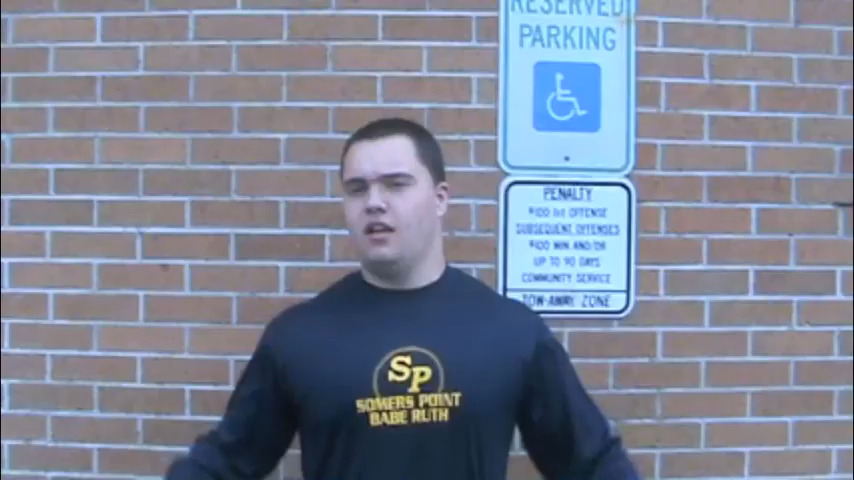 RESERVED
PARKING
PENALTY
$100 1st OFFENSE
SUBSEQUENT OFFENSES
$100 MIN AND/OR
UP TO 90 DAYS
COMMUNITY SERVICE
TOW-AWAY ZONE
SP
SOMERS POINT
BABE RUTH